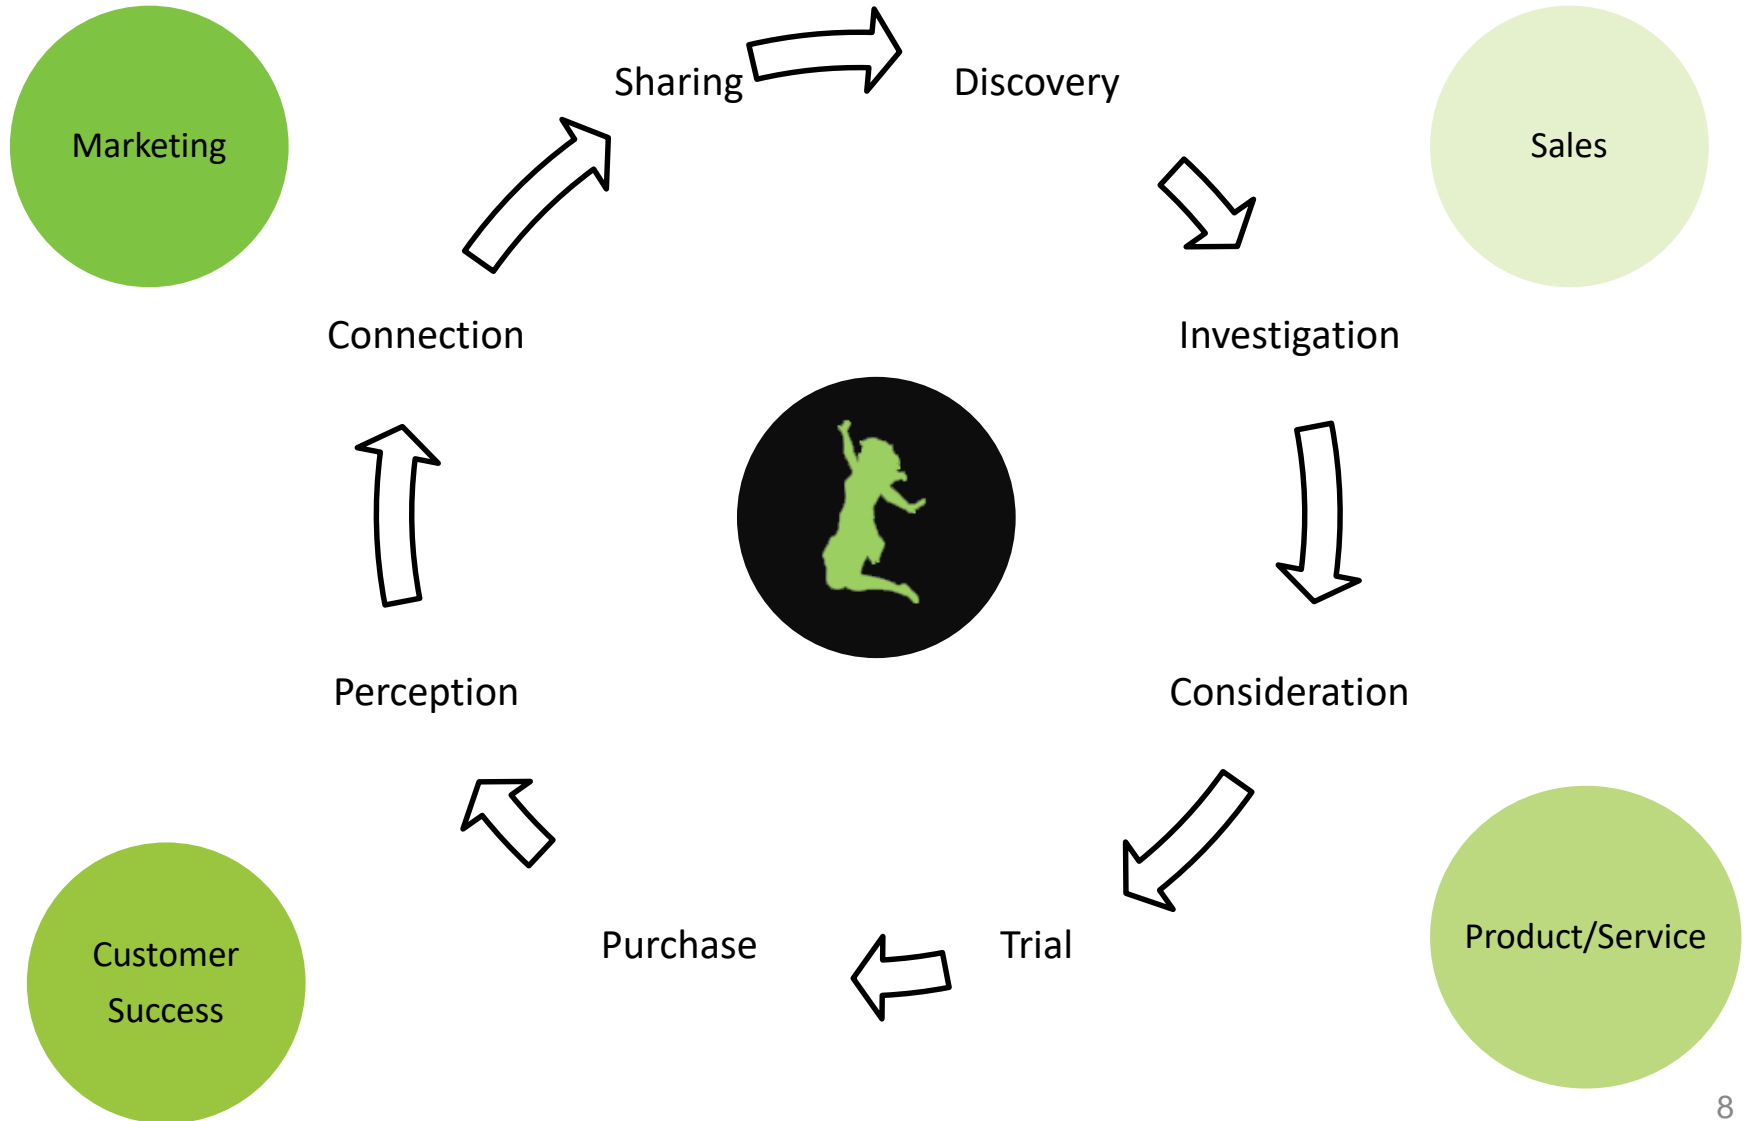 Sharing
Discovery
Marketing
Sales
Connection
Investigation
Perception
Consideration
Purchase
Trial
Product/Service
Customer
Success
8